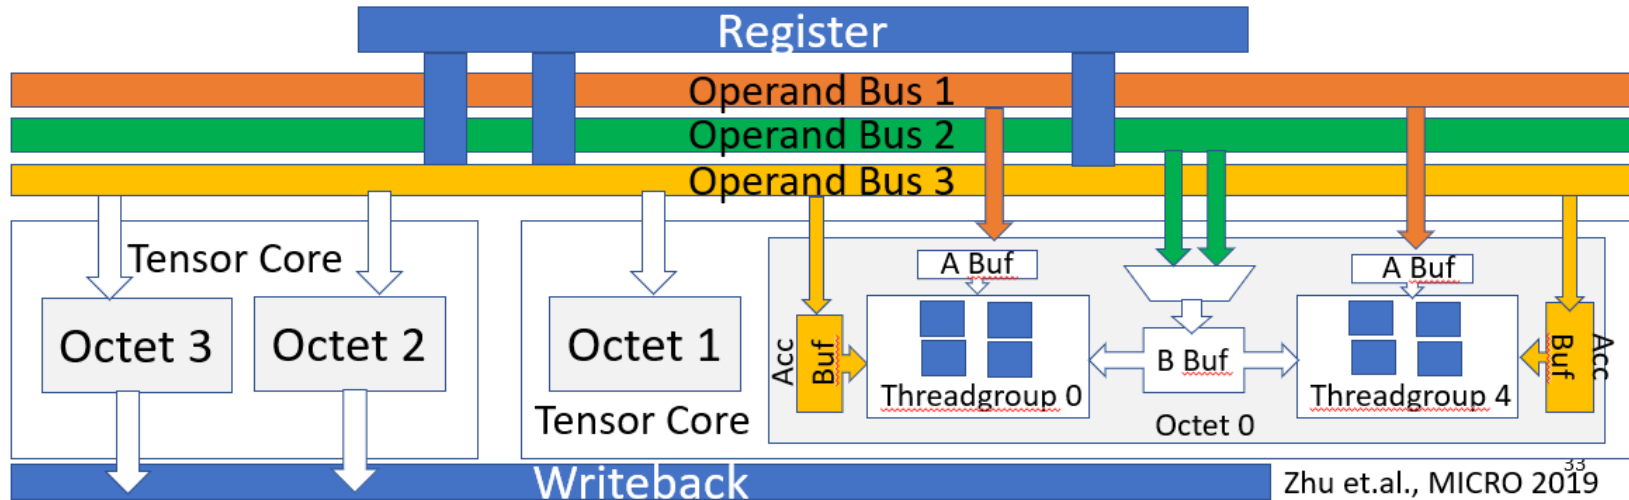 Register
Operand Bus 1
Operand Bus 2
Operand Bus 3
Tensor Core
Octet 3
Octet 2
Octet 1
Tensor Core
A Buf
A Buf
Acc
Buf
Threadgroup 0
B Buf
Threadgroup 4
Buf
Acc
Octet 0
Writeback
33
Zhu et.al., MICRO 2019